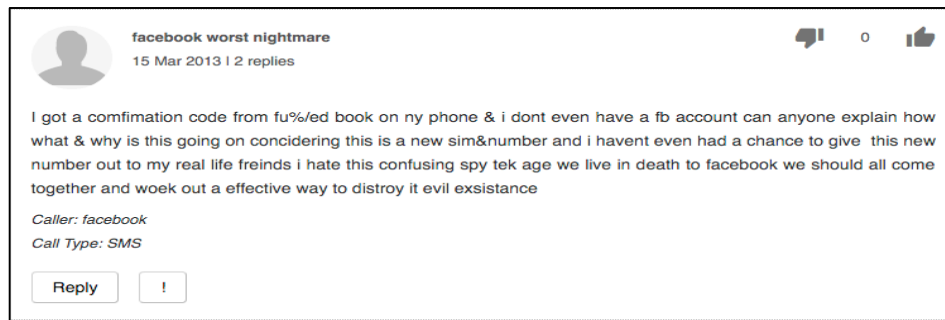 facebook worst nightmare
0
15 Mar 2013 I 2 replies
I got a comfimation code from fu%/ed book on ny phone & i dont even have a fb account can anyone explain how
what & why is this going on concidering this is a new sim&number and i havent even had a chance to give this new
number out to my real life freinds i hate this confusing spy tek age we live in death to facebook we should all come
together and woek out a effective way to distroy it evil exsistance
Caller: facebook
Call Type: SMS
Reply
!